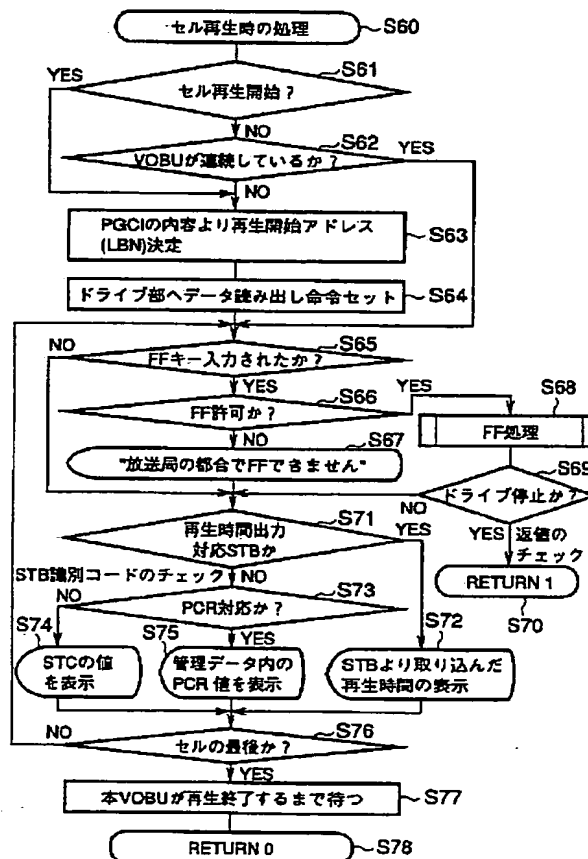 セル再生時の処理
S60
S61
YES
セル再生開始？
NO
S62
VOBUが連続しているか？
YES
NO
PGCIの内容より再生開始アドレス
(LBN)決定
S63
ドライブ部へデータ読み出し命令セット
S64
S65
NO
FFキー入力されたか？
YES
S66
FF許可か？
YES
S68
FF処理
NO
S67
"放送局の都合でFFできません"
S69
ドライブ停止か？
NO
YES
返値の
チェック
RETURN 1
S70
S71
再生時間出力
対応STBか
YES
STB識別コードのチェック
NO
S73
NO
PCR対応か？
S74
S75
YES
S72
STCの値
を表示
管理データ内の
PCR値を表示
STBより取り込んだ
再生時間の表示
S76
NO
セルの最後か？
YES
本VOBUが再生終了するまで待つ
S77
RETURN 0
S78